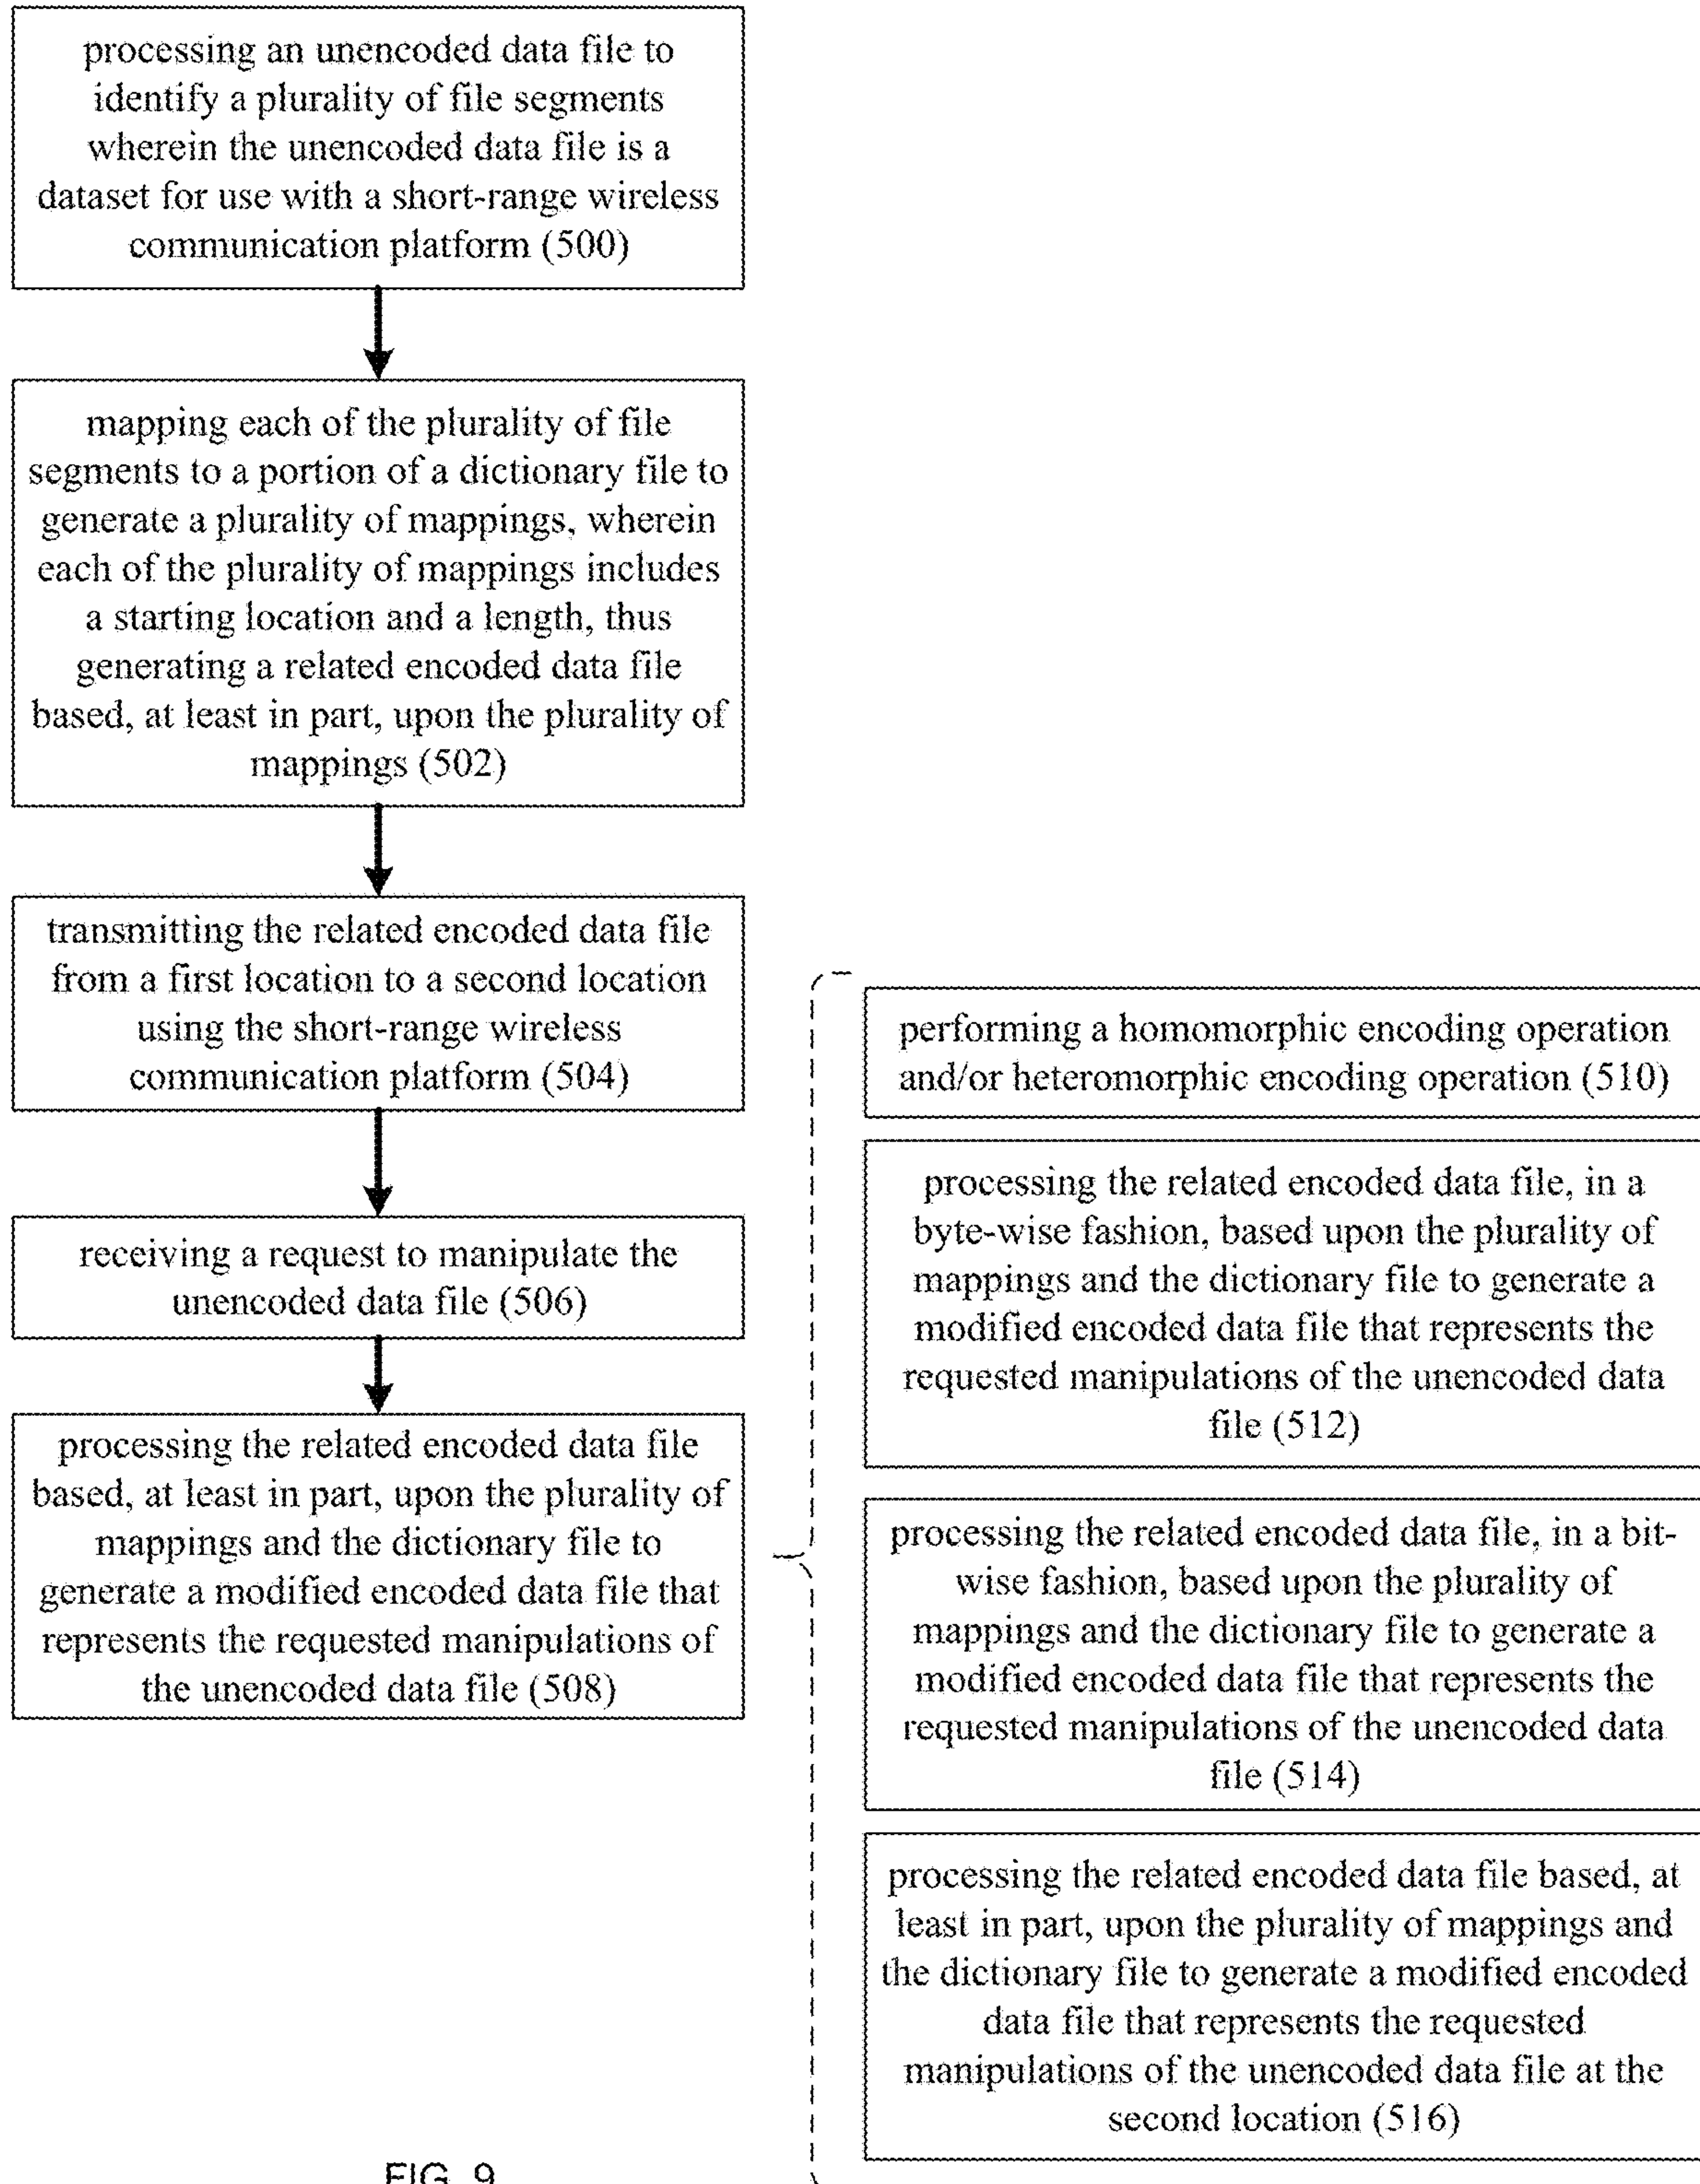 processing an unencoded data file to
identify a plurality of file segments
wherein the unencoded data file is a
dataset for use with a short-range wireless
communication platform (500)
mapping each of the plurality of file
segments to a portion of a dictionary file to
generate a plurality of mappings, wherein
each of the plurality of mappings includes
a starting location and a length, thus
generating a related encoded data file
based, at least in part, upon the plurality of
mappings (502)
transmitting the related encoded data file
from a first location to a second location
using the short-range wireless
communication platform (504)
receiving a request to manipulate the
unencoded data file (506)
processing the related encoded data file
based, at least in part, upon the plurality of
mappings and the dictionary file to
generate a modified encoded data file that
represents the requested manipulations of
the unencoded data file (508)
performing a homomorphic encoding operation
and/or heteromorphic encoding operation (510)
processing the related encoded data file, in a
byte-wise fashion, based upon the plurality of
mappings and the dictionary file to generate a
modified encoded data file that represents the
requested manipulations of the unencoded data
file (512)
processing the related encoded data file, in a bit-
wise fashion, based upon the plurality of
mappings and the dictionary file to generate a
modified encoded data file that represents the
requested manipulations of the unencoded data
file (514)
processing the related encoded data file based, at
least in part, upon the plurality of mappings and
the dictionary file to generate a modified encoded
data file that represents the requested
manipulations of the unencoded data file at the
second location (516)
FIG. 9